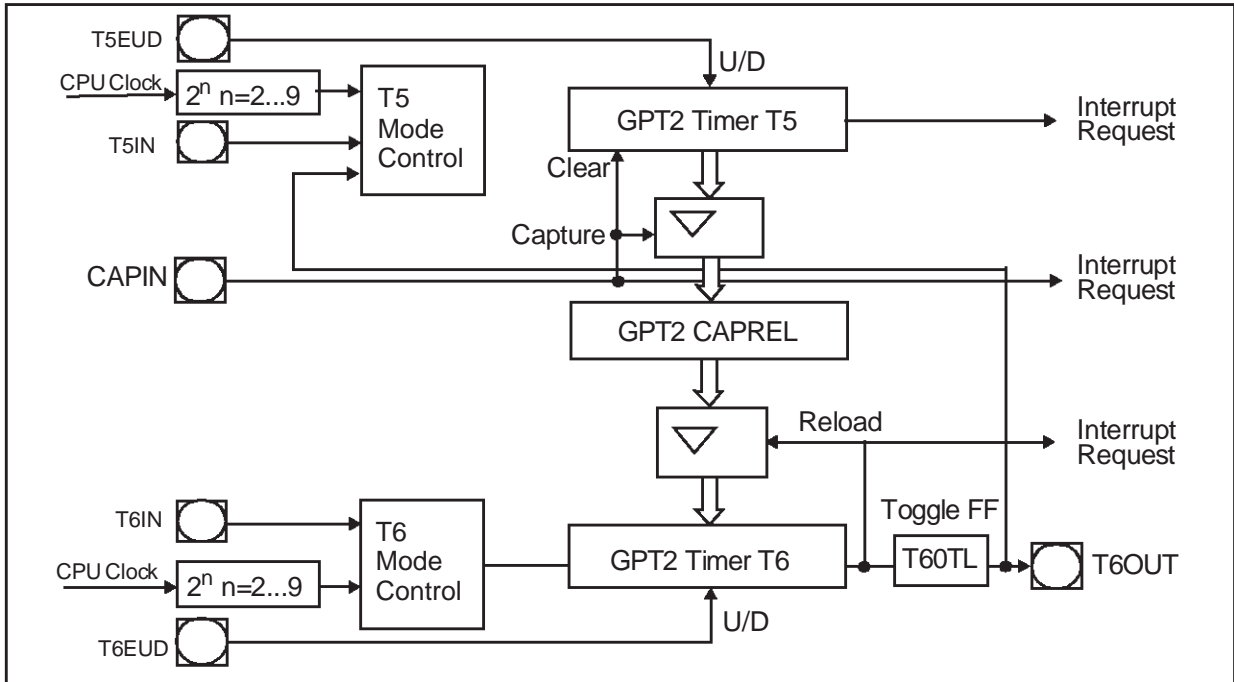 T5EUD
U/D
CPU Clock
2ⁿ n=2...9
T5
Mode
Control
GPT2 Timer T5
Interrupt
Request
T5IN
Clear
Capture
CAPIN
Interrupt
Request
GPT2 CAPREL
Reload
Interrupt
Request
T6IN
T6
Mode
Control
Toggle FF
GPT2 Timer T6
T60TL
T6OUT
CPU Clock
2ⁿ n=2...9
U/D
T6EUD